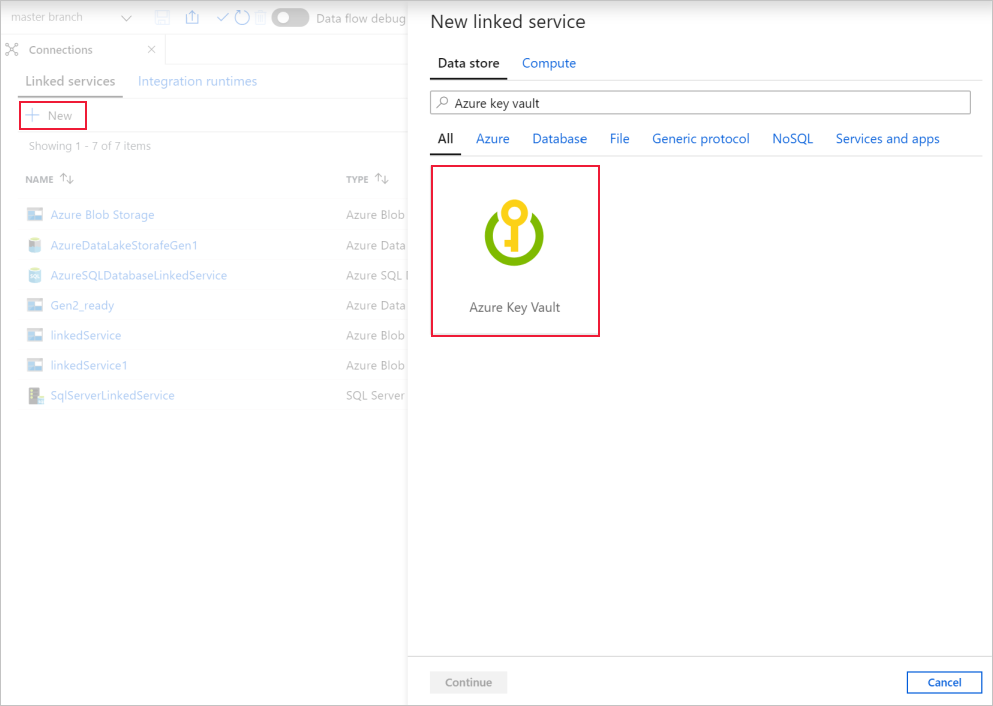 master branch
Data flow debug
Connections
Linked services Integration runtimes
New
Showing 1 - 7 of 7 items
NAME TYPE
Azure Blob Storage Azure Blob
AzureDataLakeStorafeGen1 Azure Data
AzureSQLDatabaseLinkedService Azure SQL
Gen2_ready Azure Data
linkedService Azure Blob
linkedService1 Azure Blob
SqlServerLinkedService SQL Server
New linked service
Data store Compute
Azure key vault
All Azure Database File Generic protocol NoSQL Services and apps
Azure Key Vault
Continue Cancel